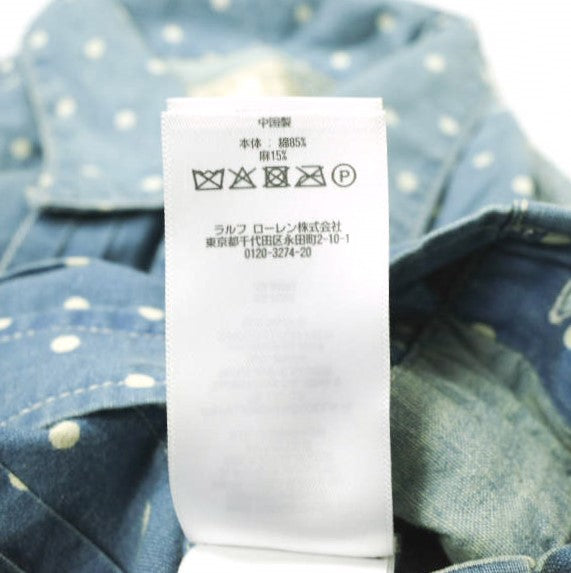 中国製
本体 : 綿85%
麻15%
P
ラルフ ローレン株式会社
東京都千代田区永田町2-10-1
0120-3274-20